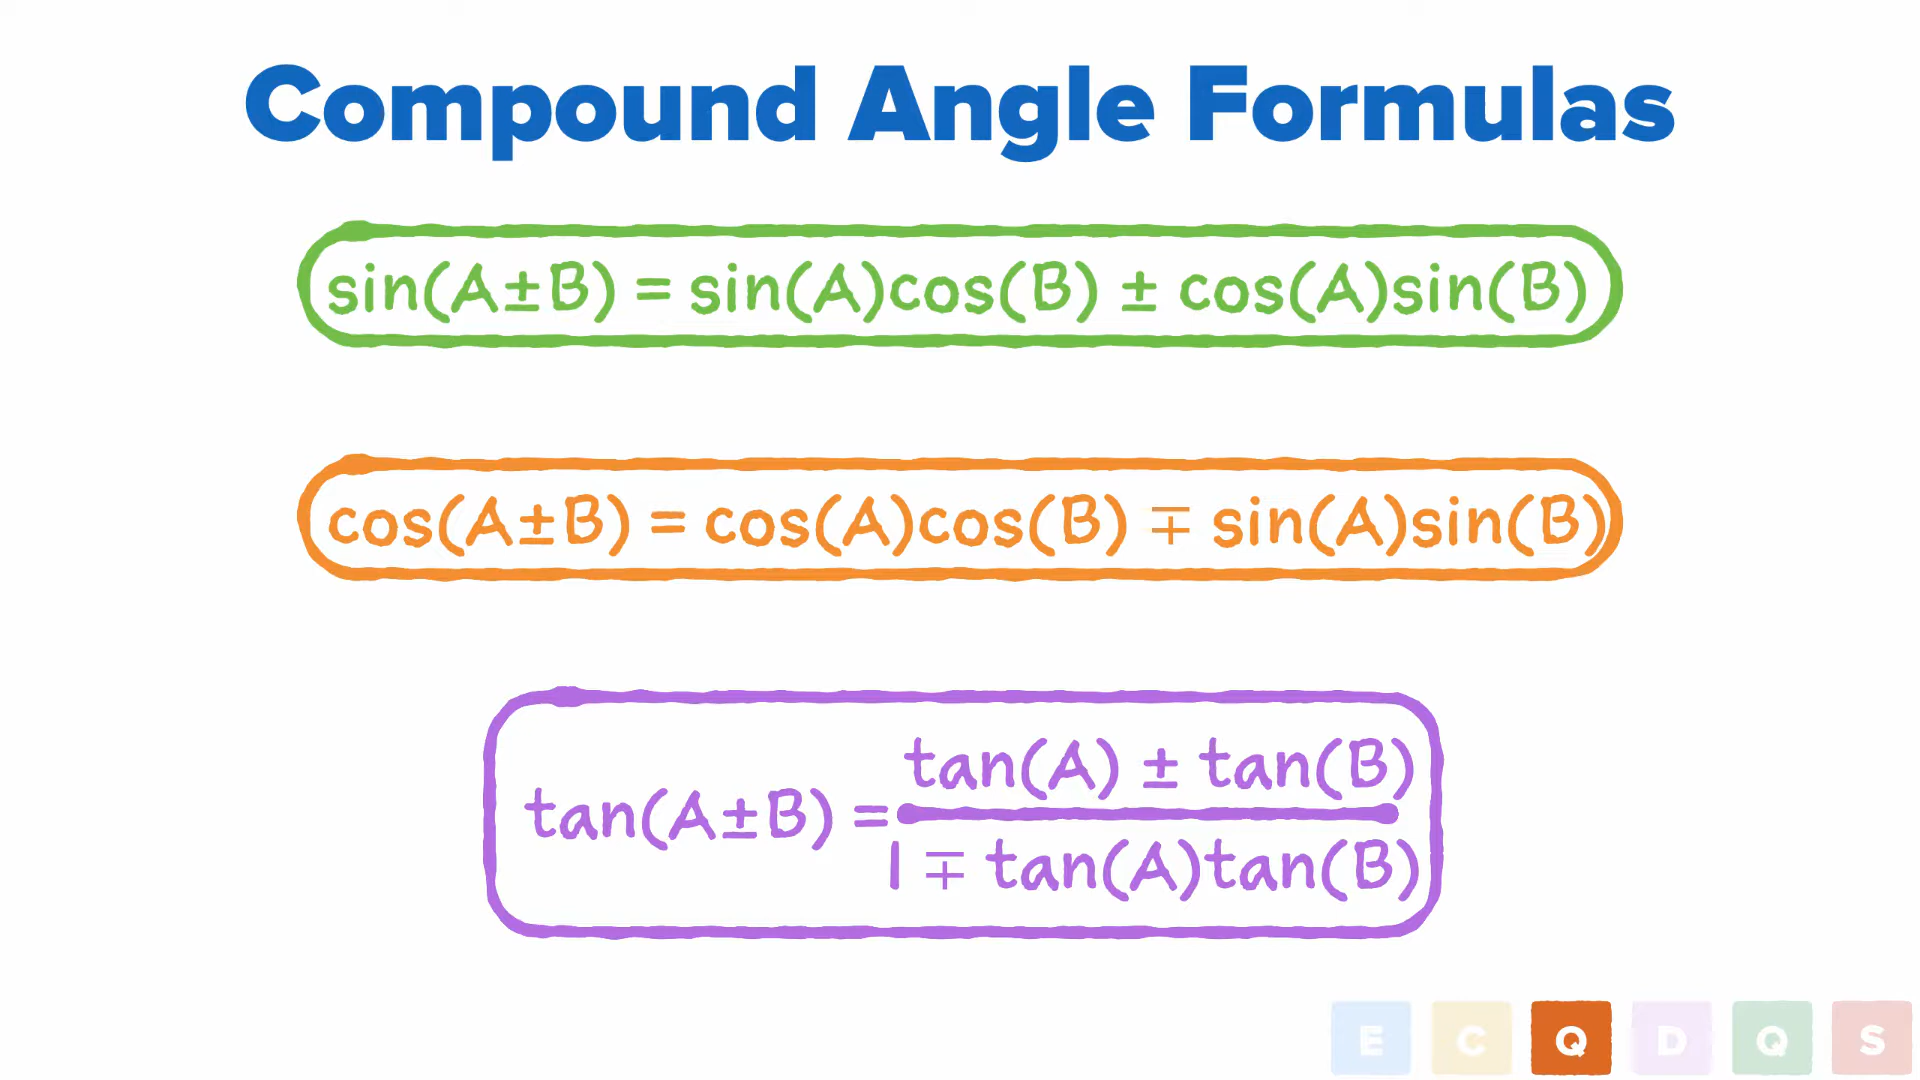 Compound Angle Formulas
sin(A±B) = sin(A)cos(B) ± cos(A)sin(B)
cos(A±B) = cos(A)cos(B) ∓ sin(A)sin(B)
tan(A) ± tan(B)
tan(A±B) =
1 ∓ tan(A)tan(B)
E C Q D Q S